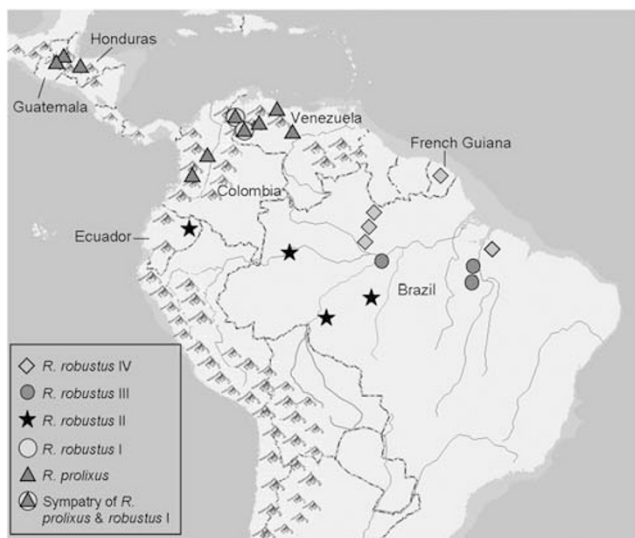 Honduras
Guatemala
Venezuela
French Guiana
Colombia
Ecuador
Brazil
R. robustus IV
R. robustus III
R. robustus II
R. robustus I
R. prolixus
Sympatry of R.
prolixus & robustus I